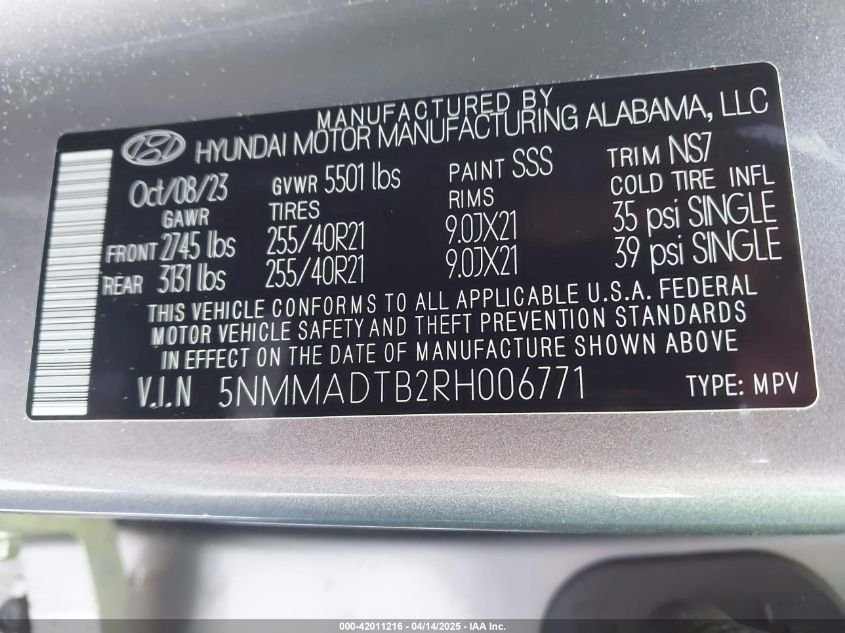 MANUFACTURED BY
HYUNDAI MOTOR MANUFACTURING ALABAMA, LLC
Oct/08/23 GVWR 5501 lbs PAINT SSS TRIM NS7
GAWR TIRES RIMS COLD TIRE INFL
FRONT 2745 lbs 255/40R21 9.0JX21 35 psi SINGLE
REAR 3131 lbs 255/40R21 9.0JX21 39 psi SINGLE
THIS VEHICLE CONFORMS TO ALL APPLICABLE U.S.A. FEDERAL
MOTOR VEHICLE SAFETY AND THEFT PREVENTION STANDARDS
IN EFFECT ON THE DATE OF MANUFACTURE SHOWN ABOVE
V.I.N 5NMMADTB2RH006771 TYPE: MPV
000-42011216 - 04/14/2025 - IAA Inc.